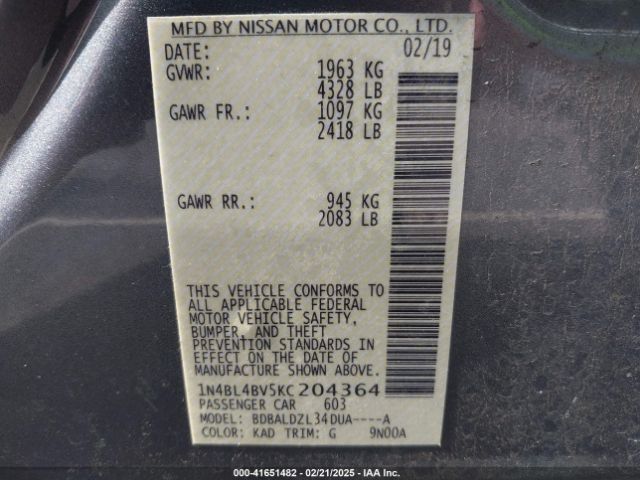 MFD BY NISSAN MOTOR CO., LTD.
DATE: 02/19
GVWR: 1963 KG
4328 LB
GAWR FR.: 1097 KG
2418 LB
GAWR RR.: 945 KG
2083 LB
THIS VEHICLE CONFORMS TO
ALL APPLICABLE FEDERAL
MOTOR VEHICLE SAFETY,
BUMPER, AND THEFT
PREVENTION STANDARDS IN
EFFECT ON THE DATE OF
MANUFACTURE SHOWN ABOVE.
1N4BL4BV5KC204364
PASSENGER CAR 603
MODEL: BDBALDZL34DUA----A
COLOR: KAD TRIM: G 9N00A
000-41651482 - 02/21/2025 - IAA Inc.